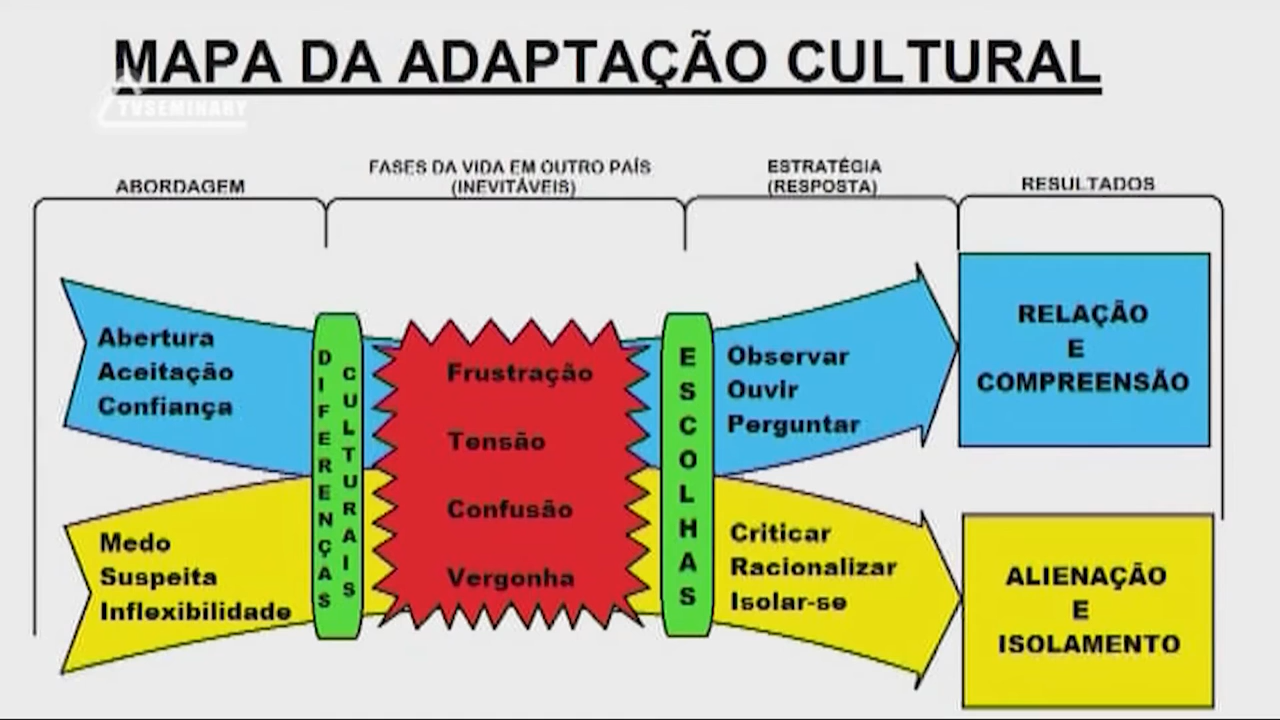 MAPA DA ADAPTAÇÃO CULTURAL
TVSEMINARY
ABORDAGEM
FASES DA VIDA EM OUTRO PAÍS
(INEVITÁVEIS)
ESTRATÉGIA
(RESPOSTA)
RESULTADOS
Abertura
Aceitação
Confiança
Medo
Suspeita
Inflexibilidade
DIFERENÇAS
CULTURAIS
Frustração
Tensão
Confusão
Vergonha
ESCOLHAS
Observar
Ouvir
Perguntar
Criticar
Racionalizar
Isolar-se
RELAÇÃO
E
COMPREENSÃO
ALIENAÇÃO
E
ISOLAMENTO